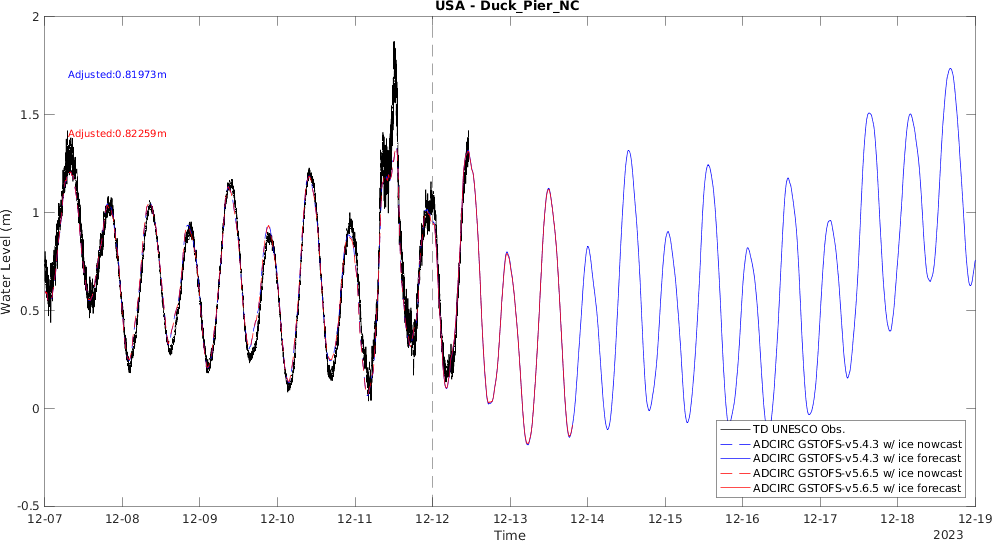 USA - Duck_Pier_NC
Water Level (m)
2
1.5
1
0.5
0
-0.5
Adjusted:0.81973m
Adjusted:0.82259m
TD UNESCO Obs.
ADCIRC GSTOFS-v5.4.3 w/ ice nowcast
ADCIRC GSTOFS-v5.4.3 w/ ice forecast
ADCIRC GSTOFS-v5.6.5 w/ ice nowcast
ADCIRC GSTOFS-v5.6.5 w/ ice forecast
12-07 12-08 12-09 12-10 12-11 12-12 12-13 12-14 12-15 12-16 12-17 12-18 12-19
Time
2023